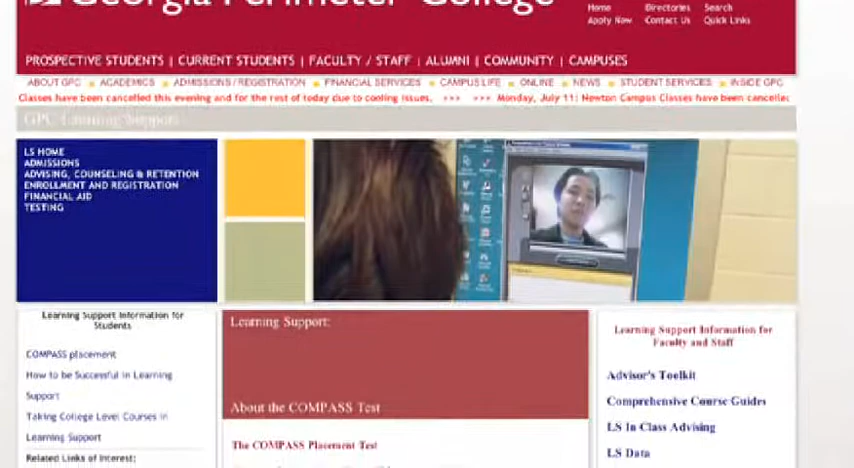 Georgia Perimeter College
Home Directories Search
Apply Now Contact Us Quick Links
PROSPECTIVE STUDENTS | CURRENT STUDENTS | FACULTY / STAFF | ALUMNI | COMMUNITY | CAMPUSES
ABOUT GPC ACADEMICS ADMISSIONS / REGISTRATION FINANCIAL SERVICES CAMPUS LIFE ONLINE NEWS STUDENT SERVICES INSIDE GPC
Classes have been cancelled this evening and for the rest of today due to cooling issues. >>> >>> Monday, July 11: Newton Campus Classes have been cancelled
GPC Learning Support
LS HOME
ADMISSIONS
ADVISING, COUNSELING & RETENTION
ENROLLMENT AND REGISTRATION
FINANCIAL AID
TESTING
Learning Support Information for
Students
COMPASS placement
How to be Successful in Learning
Support
Taking College Level Courses in
Learning Support
Related Links of Interest:
Learning Support:
About the COMPASS Test
The COMPASS Placement Test
Learning Support Information for
Faculty and Staff
Advisor's Toolkit
Comprehensive Course Guides
LS In Class Advising
LS Data